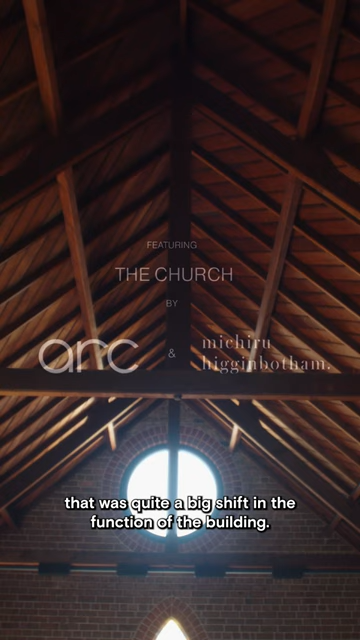 FEATURING
THE CHURCH
BY
arc & michiru
higginbotham.
that was quite a big shift in the
function of the building.